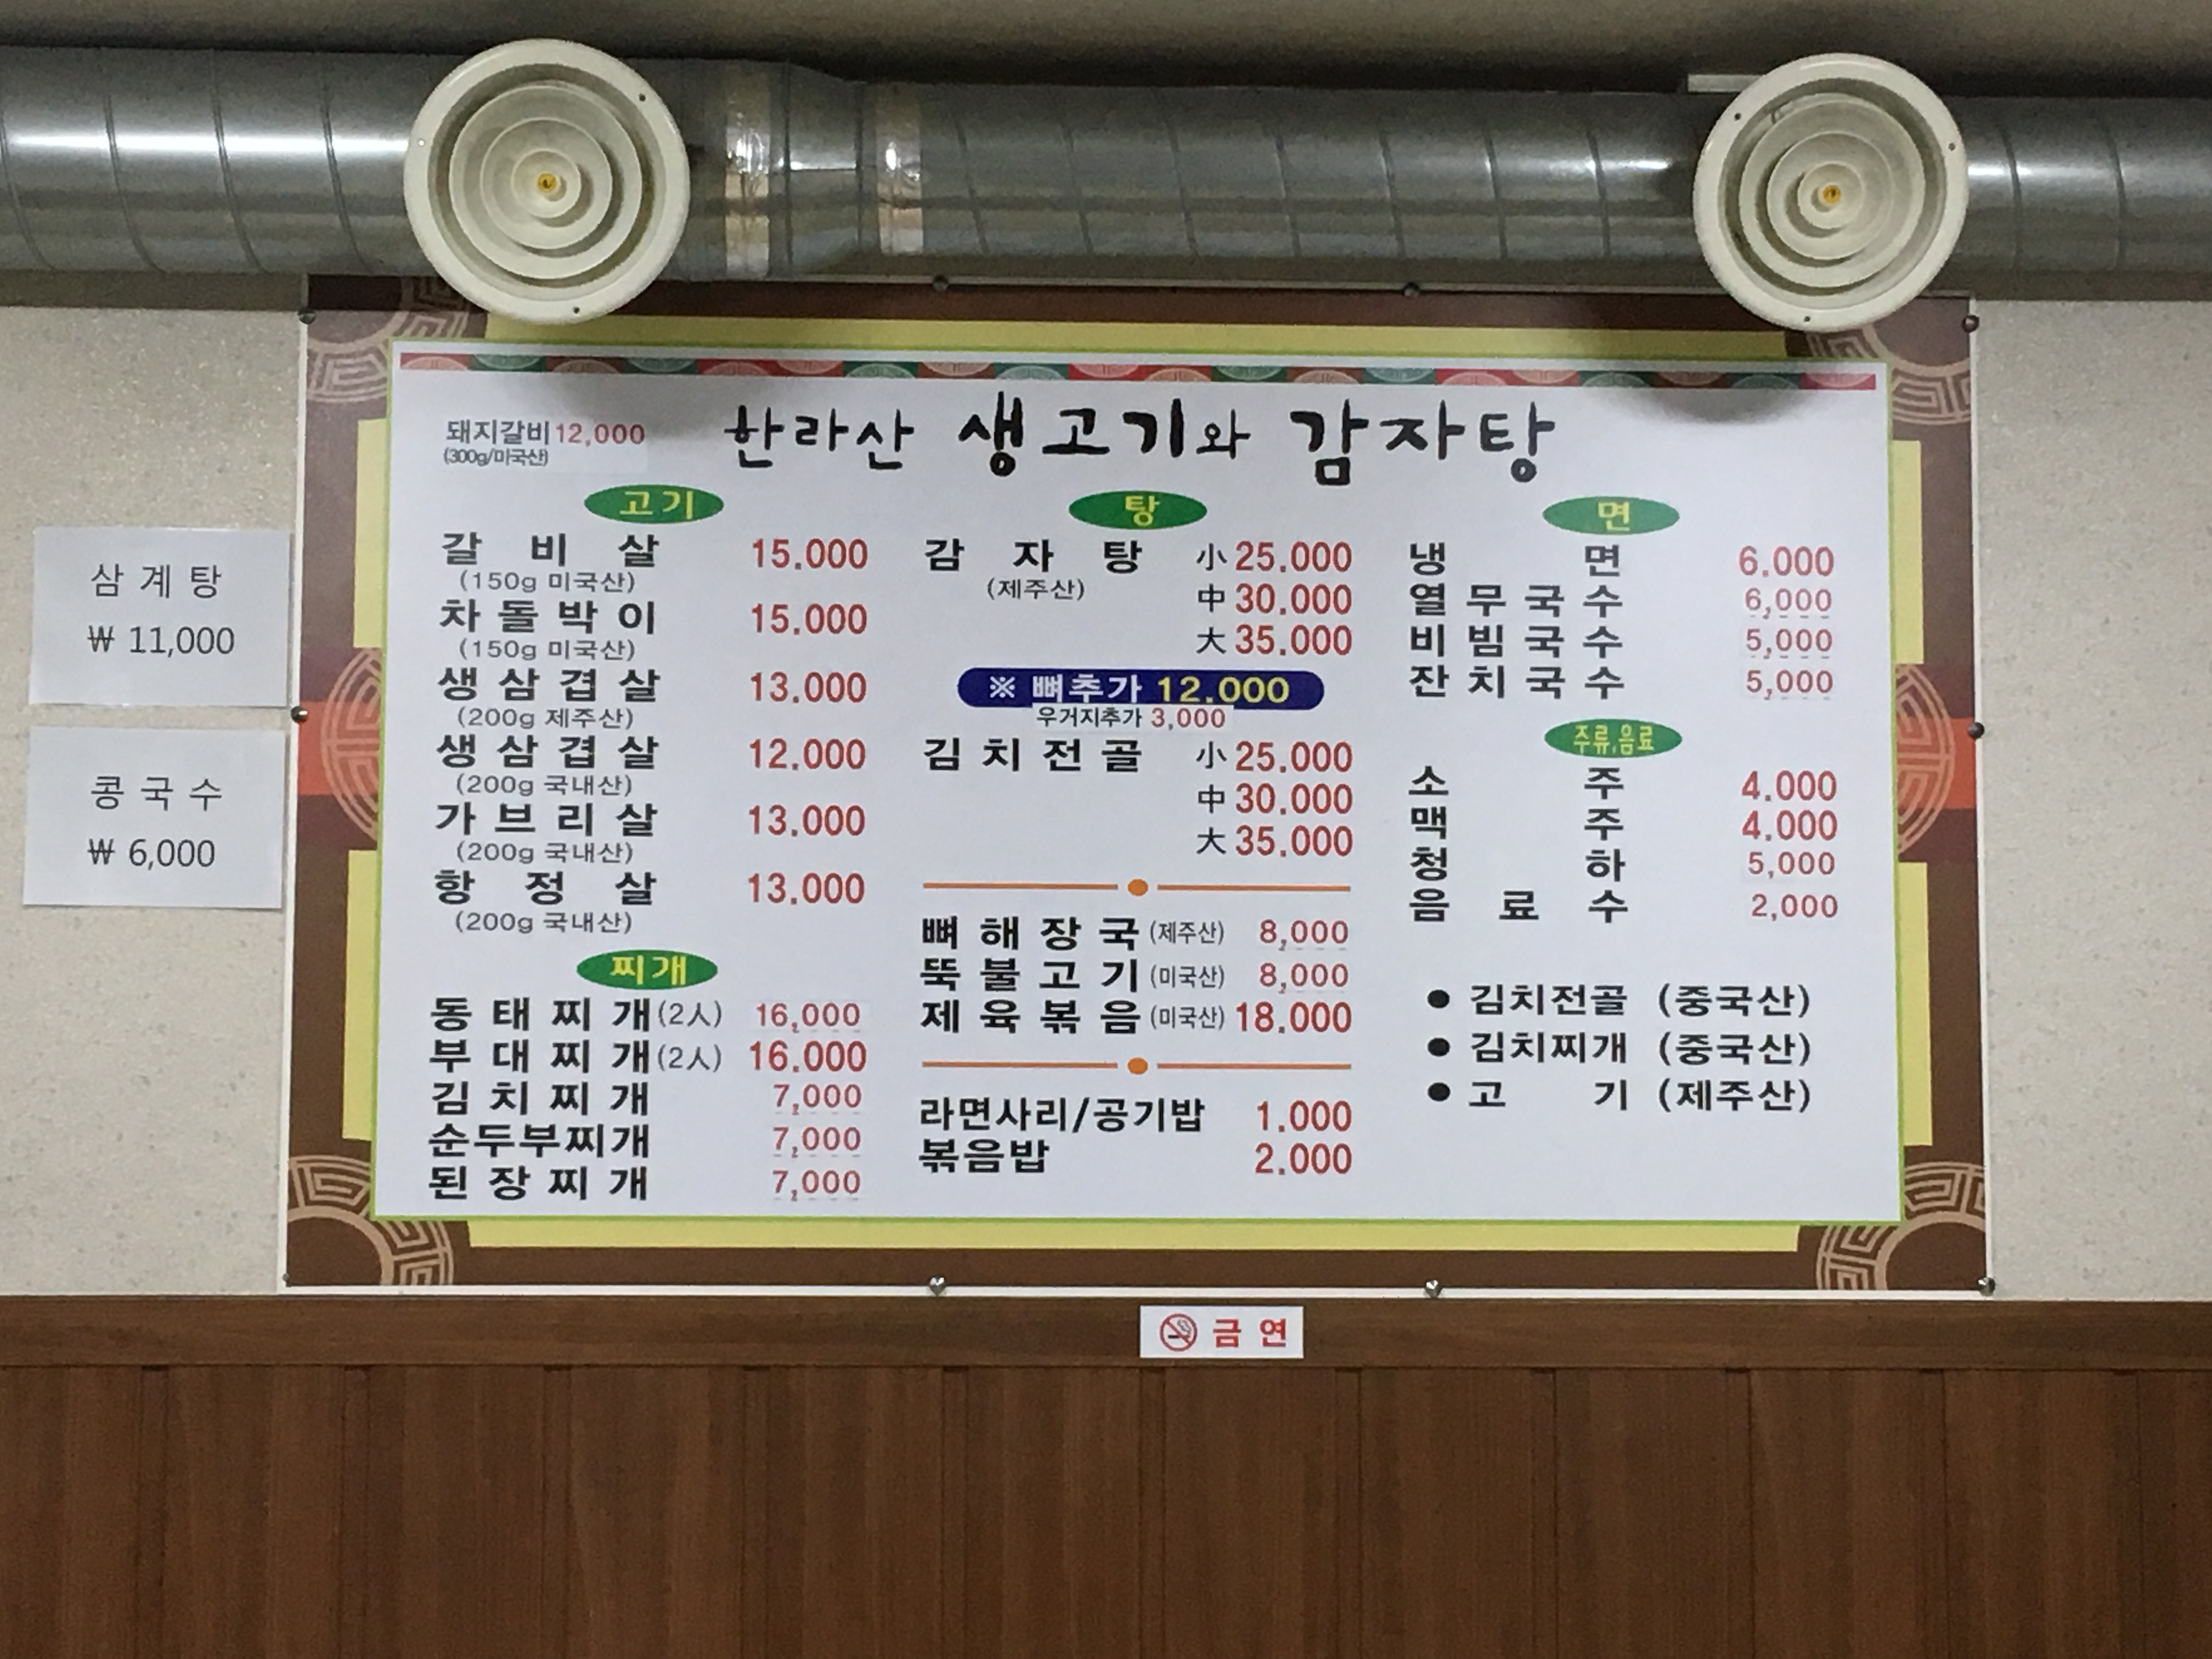 돼지갈비 12,000
(300g/미국산)
한라산 생고기와 감자탕
고기
갈비살 15.000
(150g 미국산)
차돌박이 15.000
(150g 미국산)
생삼겹살 13.000
(200g 제주산)
생삼겹살 12.000
(200g 국내산)
가브리살 13.000
(200g 국내산)
항정살 13.000
(200g 국내산)
찌개
동태찌개(2人) 16,000
부대찌개(2人) 16.000
김치찌개 7,000
순두부찌개 7,000
된장찌개 7,000
탕
감자탕 小 25.000
(제주산) 中 30.000
大 35.000
※ 뼈추가 12.000
우거지추가 3,000
김치전골 小 25.000
中 30.000
大 35.000
뼈해장국 (제주산) 8,000
뚝불고기 (미국산) 8,000
제육볶음 (미국산) 18.000
라면사리/공기밥 1.000
볶음밥 2.000
면
냉면 6.000
열무국수 6,000
비빔국수 5,000
잔치국수 5,000
주류,음료
소주 4.000
맥주 4.000
청하 5,000
음료수 2,000
● 김치전골 (중국산)
● 김치찌개 (중국산)
● 고기 (제주산)
삼계탕
₩ 11,000
콩국수
₩ 6,000
금연